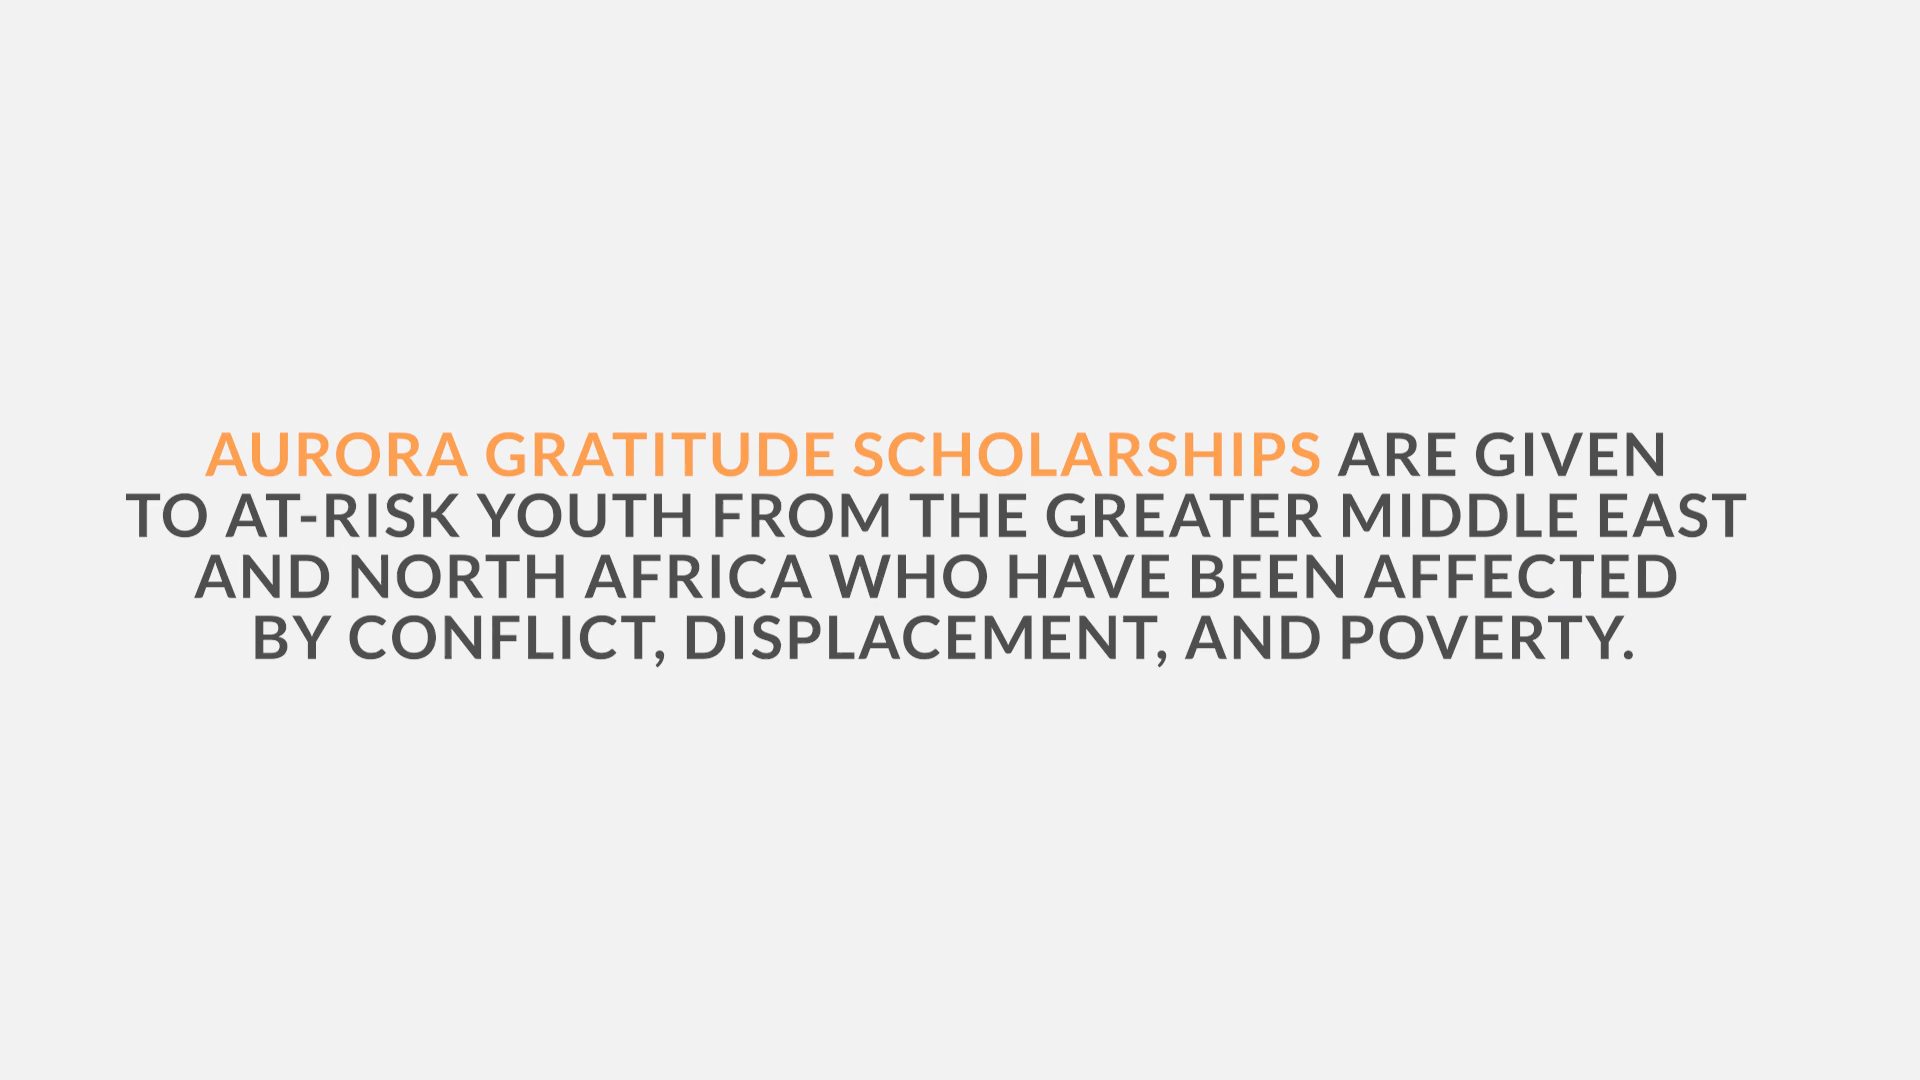 AURORA GRATITUDE SCHOLARSHIPS ARE GIVEN
TO AT-RISK YOUTH FROM THE GREATER MIDDLE EAST
AND NORTH AFRICA WHO HAVE BEEN AFFECTED
BY CONFLICT, DISPLACEMENT, AND POVERTY.